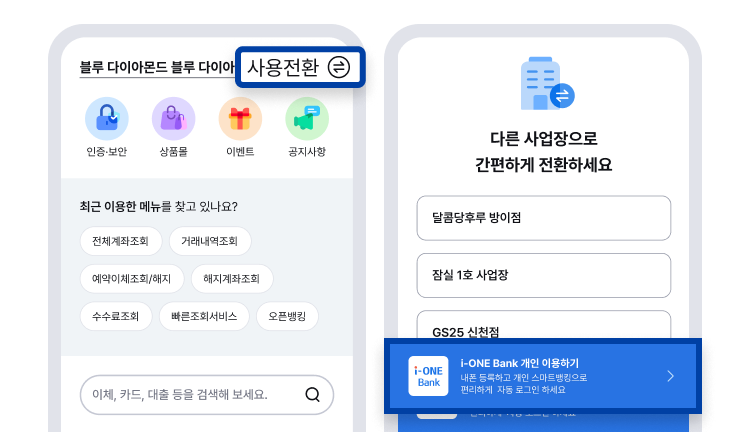 블루 다이아몬드 블루 다이아
사용전환
인증·보안
상품몰
이벤트
공지사항
최근 이용한 메뉴를 찾고 있나요?
전체계좌조회
거래내역조회
예약이체조회/해지
해지계좌조회
수수료조회
빠른조회서비스
오픈뱅킹
이체, 카드, 대출 등을 검색해 보세요.
다른 사업장으로
간편하게 전환하세요
달콤당후루 방이점
잠실 1호 사업장
GS25 신천점
i-ONE
Bank
i-ONE Bank 개인 이용하기
내폰 등록하고 개인 스마트뱅킹으로
편리하게 자동 로그인 하세요